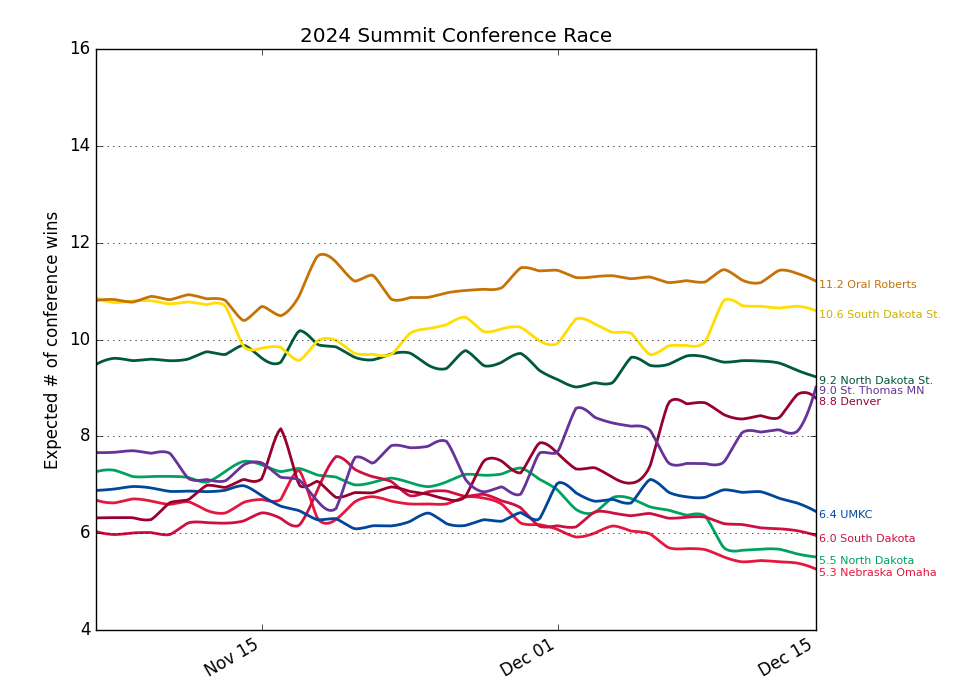 2024 Summit Conference Race
Expected # of conference wins
16
14
12
10
8
6
4
Nov 15
Dec 01
Dec 15
11.2 Oral Roberts
10.6 South Dakota St.
9.2 North Dakota St.
9.0 St. Thomas MN
8.8 Denver
6.4 UMKC
6.0 South Dakota
5.5 North Dakota
5.3 Nebraska Omaha